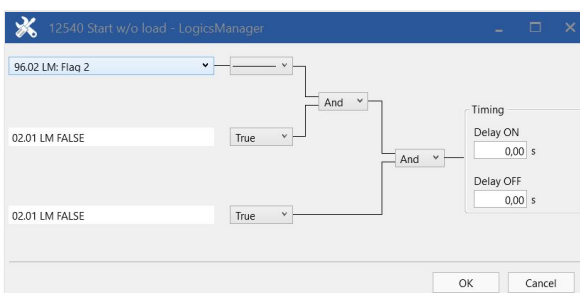 12540 Start w/o load - LogicsManager
96.02 LM: Flag 2
And
Timing
Delay ON
02.01 LM FALSE
True
0,00 s
And
Delay OFF
0,00 s
02.01 LM FALSE
True
OK
Cancel